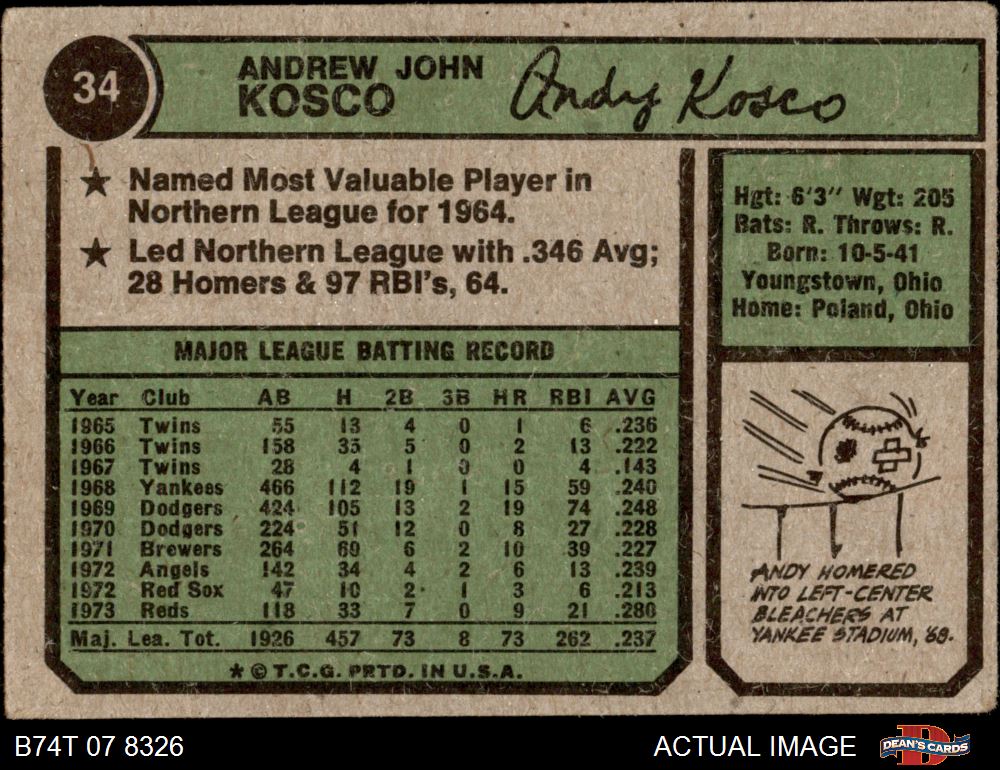 34
ANDREW JOHN
KOSCO
Andy Kosco
★ Named Most Valuable Player in
Northern League for 1964.
★ Led Northern League with .346 Avg;
28 Homers & 97 RBI's, 64.
Hgt: 6'3" Wgt: 205
Bats: R. Throws: R.
Born: 10-5-41
Youngstown, Ohio
Home: Poland, Ohio
MAJOR LEAGUE BATTING RECORD
Year Club AB H 2B 3B HR RBI AVG
1965 Twins 55 13 4 0 1 6 .236
1966 Twins 158 35 5 0 2 13 .222
1967 Twins 28 4 1 0 0 4 .143
1968 Yankees 466 112 19 1 15 59 .240
1969 Dodgers 424 105 13 2 19 74 .248
1970 Dodgers 224 51 12 0 8 27 .228
1971 Brewers 264 60 6 2 10 39 .227
1972 Angels 142 34 4 2 6 13 .239
1972 Red Sox 47 10 2 1 3 6 .213
1973 Reds 118 33 7 0 9 21 .280
Maj. Lea. Tot. 1926 457 73 8 73 262 .237
* © T.C.G. PRTD. IN U.S.A.
ANDY HOMERED
INTO LEFT-CENTER
BLEACHERS AT
YANKEE STADIUM, '68.
B74T 07 8326
ACTUAL IMAGE
D
DEAN'S CARDS